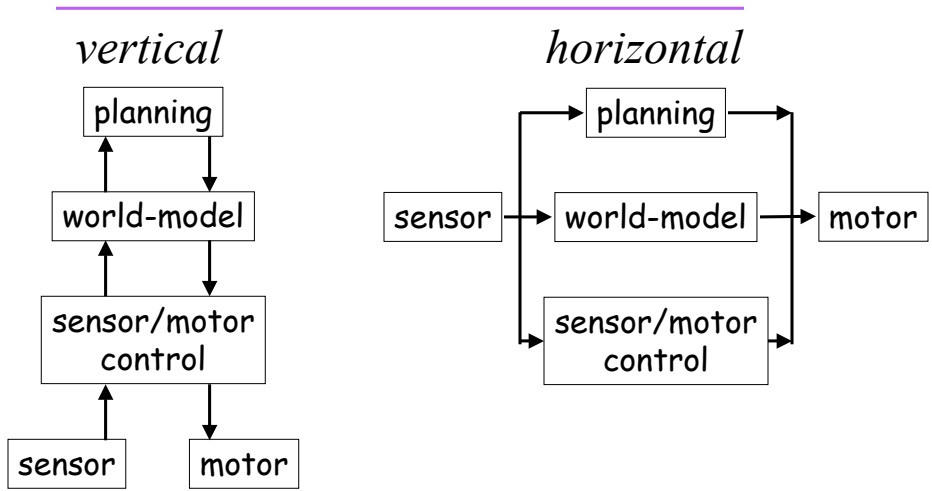 vertical
planning
world-model
sensor/motor
control
sensor
motor
horizontal
planning
sensor
world-model
motor
sensor/motor
control